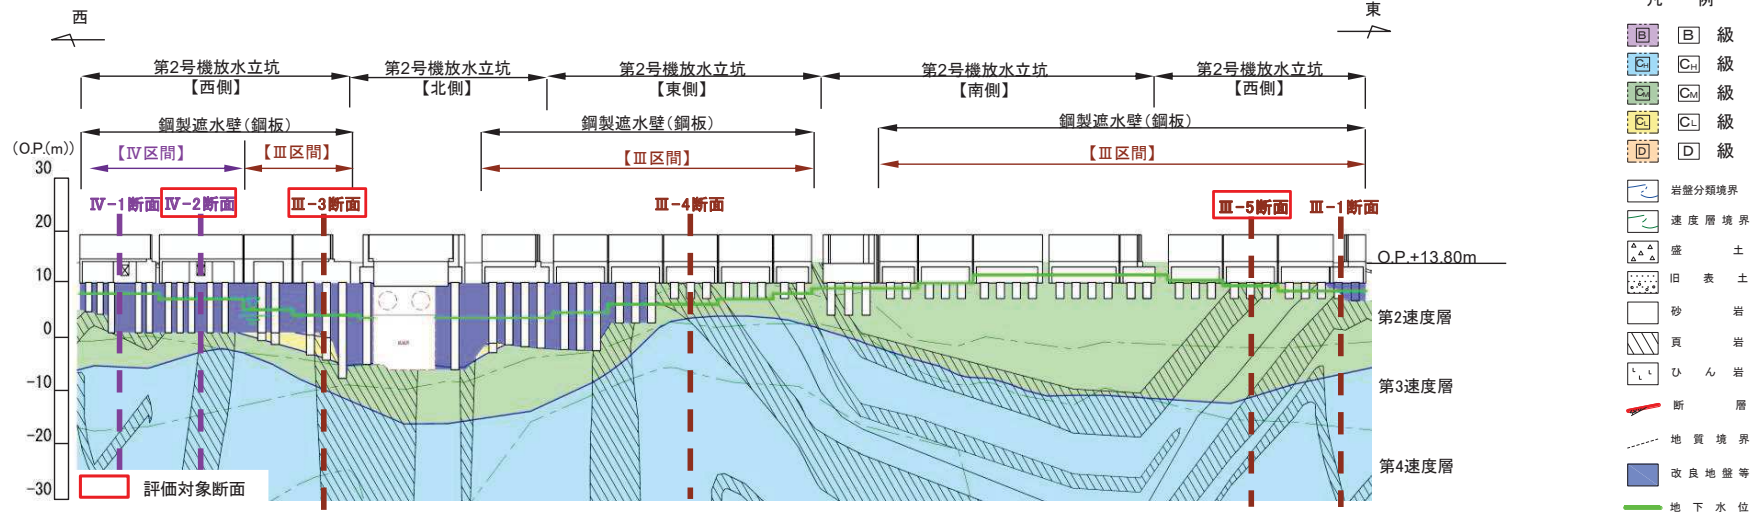 西
東
第2号機放水立坑
【西側】
第2号機放水立坑
【北側】
第2号機放水立坑
【東側】
第2号機放水立坑
【南側】
第2号機放水立坑
【西側】
鋼製遮水壁(鋼板)
鋼製遮水壁(鋼板)
鋼製遮水壁(鋼板)
(O.P.(m))
【Ⅳ区間】
【Ⅲ区間】
【Ⅲ区間】
【Ⅲ区間】
30
20
10
0
-10
-20
-30
Ⅳ-1断面
Ⅳ-2断面
Ⅲ-3断面
Ⅲ-4断面
Ⅲ-5断面
Ⅲ-1断面
O.P.+13.80m
第2速度層
第3速度層
第4速度層
評価対象断面
凡 例
B B 級
CH CH 級
CM CM 級
CL CL 級
D D 級
岩盤分類境界
速度層境界
盛土
旧表土
砂岩
頁岩
ひん岩
断層
地質境界
改良地盤等
地下水位